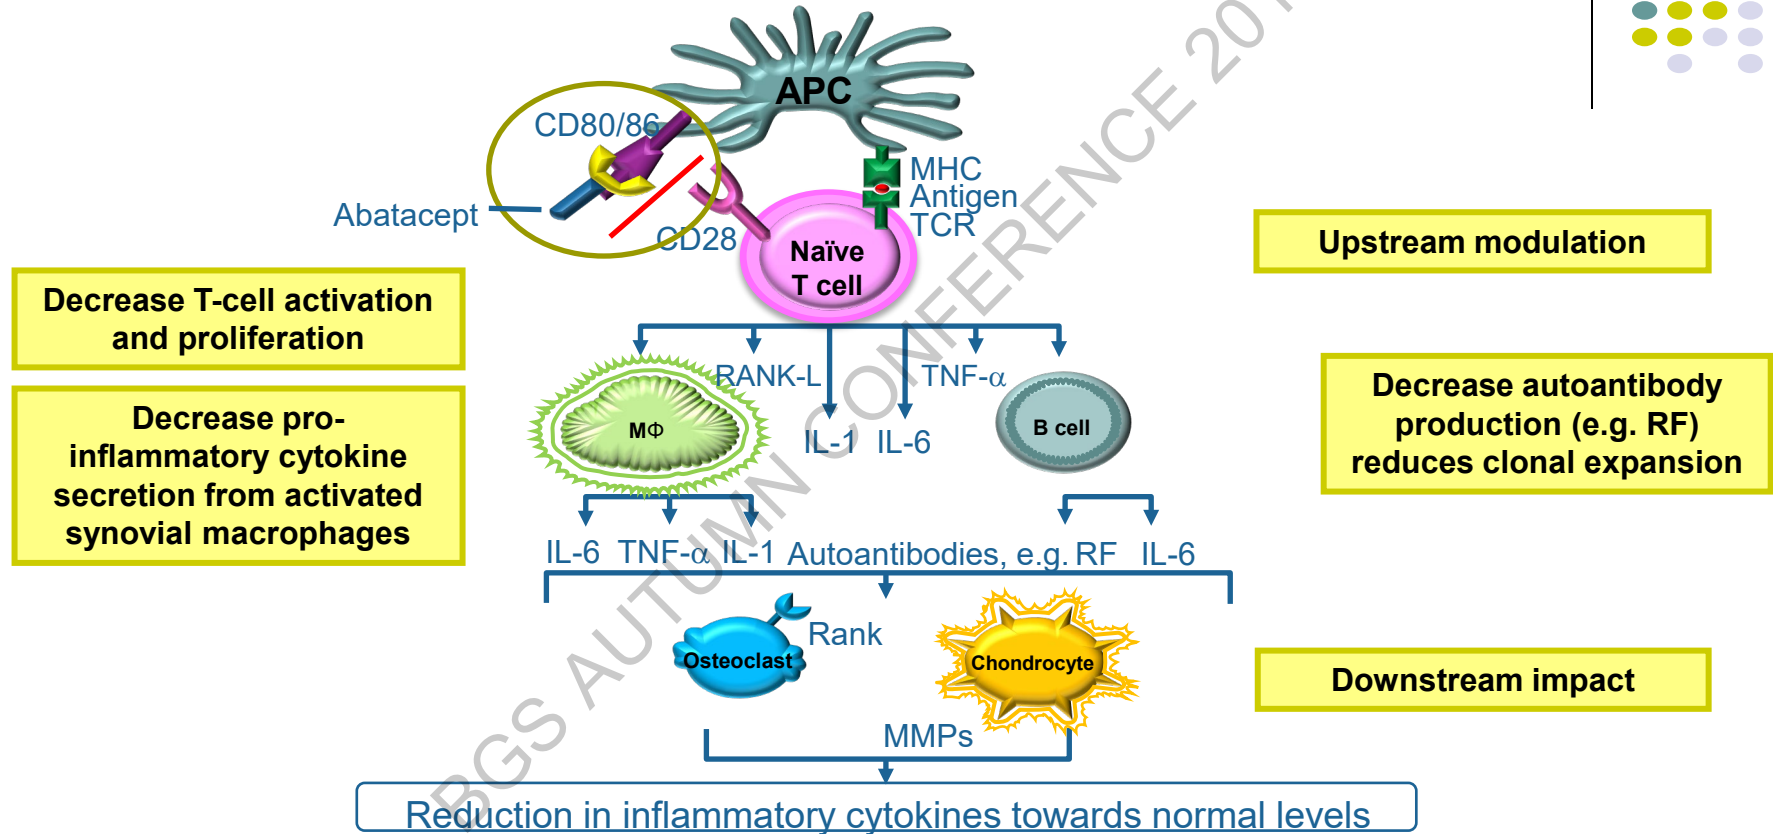 APC
CD80/86
MHC
Antigen
TCR
Abatacept
CD28
Naïve
T cell
Upstream modulation
Decrease T-cell activation
and proliferation
RANK-L
TNF-α
MΦ
IL-1 IL-6
B cell
Decrease pro-
inflammatory cytokine
secretion from activated
synovial macrophages
Decrease autoantibody
production (e.g. RF)
reduces clonal expansion
IL-6 TNF-α IL-1 Autoantibodies, e.g. RF IL-6
Rank
Osteoclast
Chondrocyte
Downstream impact
MMPs
Reduction in inflammatory cytokines towards normal levels
BGS AUTUMN CONFERENCE